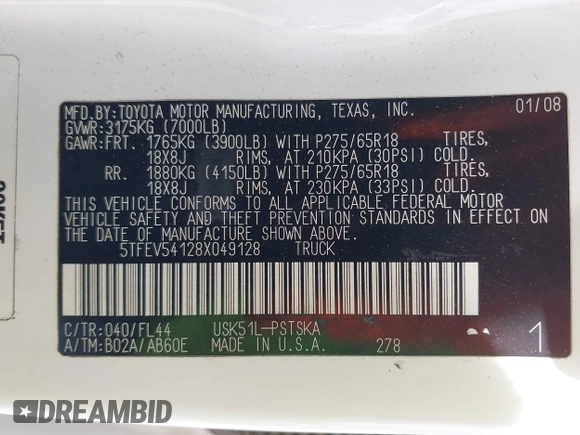 MFD.BY:TOYOTA MOTOR MANUFACTURING, TEXAS, INC. 01/08
GVWR:3175KG (7000LB)
GAWR:FRT. 1765KG (3900LB) WITH P275/65R18 TIRES,
18X8J RIMS, AT 210KPA (30PSI) COLD.
RR. 1880KG (4150LB) WITH P275/65R18 TIRES,
18X8J RIMS, AT 230KPA (33PSI) COLD.
THIS VEHICLE CONFORMS TO ALL APPLICABLE FEDERAL MOTOR
VEHICLE SAFETY AND THEFT PREVENTION STANDARDS IN EFFECT ON
THE DATE OF MANUFACTURE SHOWN ABOVE.
5TFEV54128X049128 TRUCK
C/TR:040/FL44 USK51L-PSTSKA
A/TM:B02A/AB60E MADE IN U.S.A. 278 1
DREAMBID